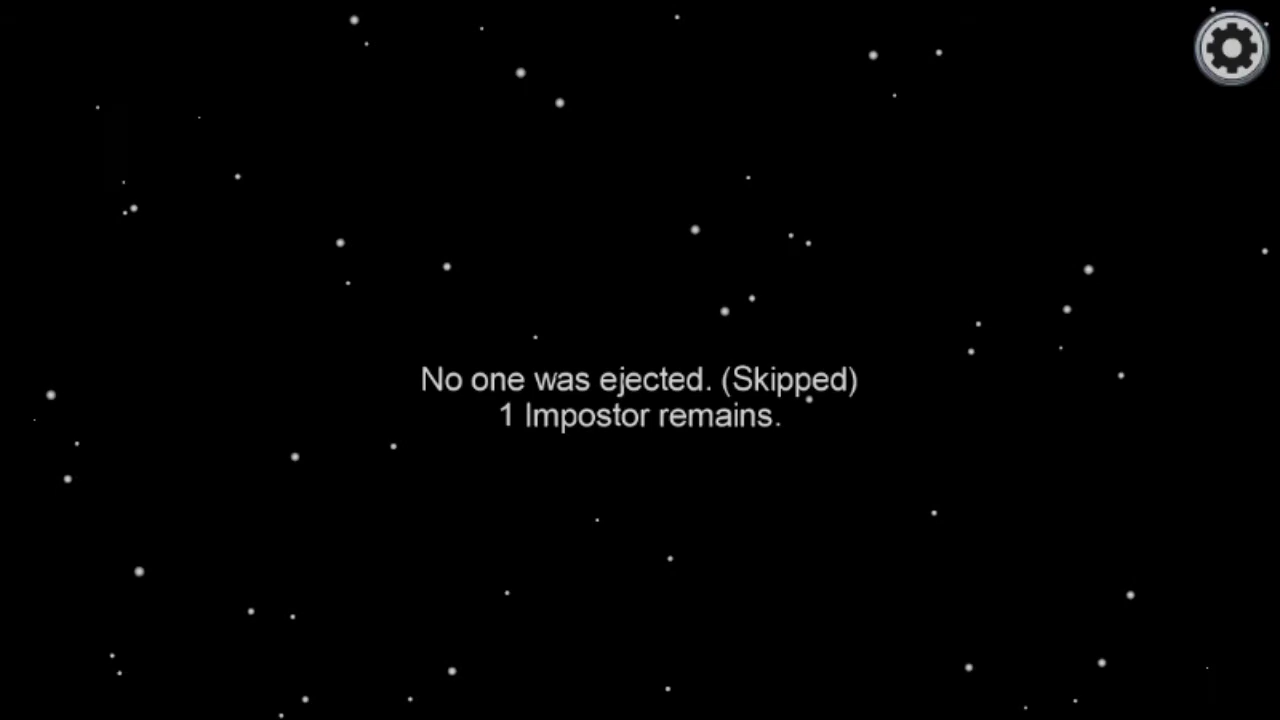 No one was ejected. (Skipped)
1 Impostor remains.